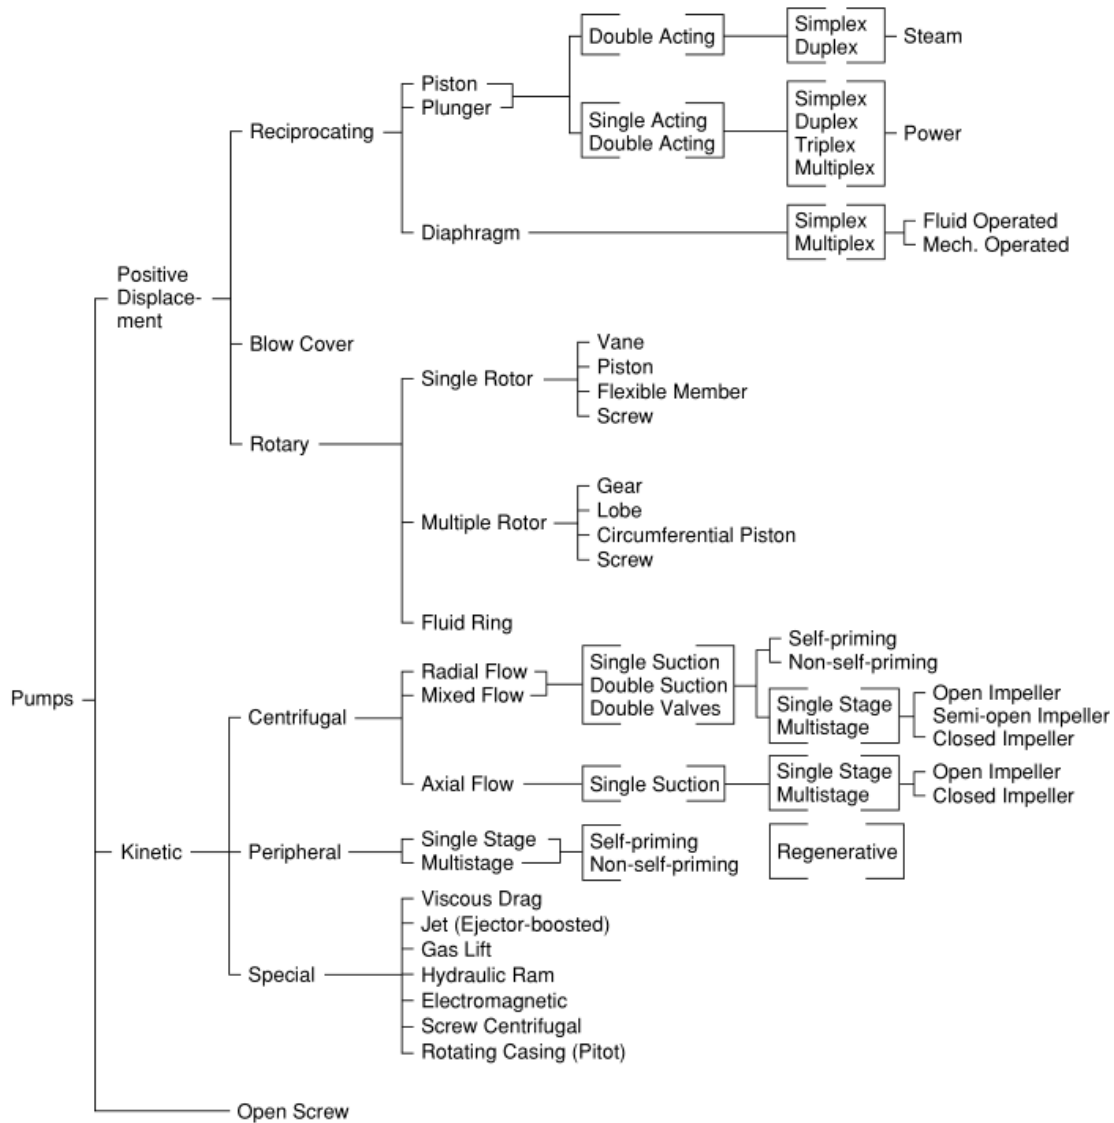 Double Acting
Simplex
Duplex
Steam
Piston
Plunger
Reciprocating
Single Acting
Double Acting
Simplex
Duplex
Triplex
Multiplex
Power
Diaphragm
Simplex
Multiplex
Fluid Operated
Mech. Operated
Positive
Displace-
ment
Blow Cover
Single Rotor
Vane
Piston
Flexible Member
Screw
Rotary
Multiple Rotor
Gear
Lobe
Circumferential Piston
Screw
Fluid Ring
Pumps
Centrifugal
Radial Flow
Mixed Flow
Single Suction
Double Suction
Double Valves
Self-priming
Non-self-priming
Single Stage
Multistage
Open Impeller
Semi-open Impeller
Closed Impeller
Axial Flow
Single Suction
Single Stage
Multistage
Open Impeller
Closed Impeller
Kinetic
Peripheral
Single Stage
Multistage
Self-priming
Non-self-priming
Regenerative
Special
Viscous Drag
Jet (Ejector-boosted)
Gas Lift
Hydraulic Ram
Electromagnetic
Screw Centrifugal
Rotating Casing (Pitot)
Open Screw